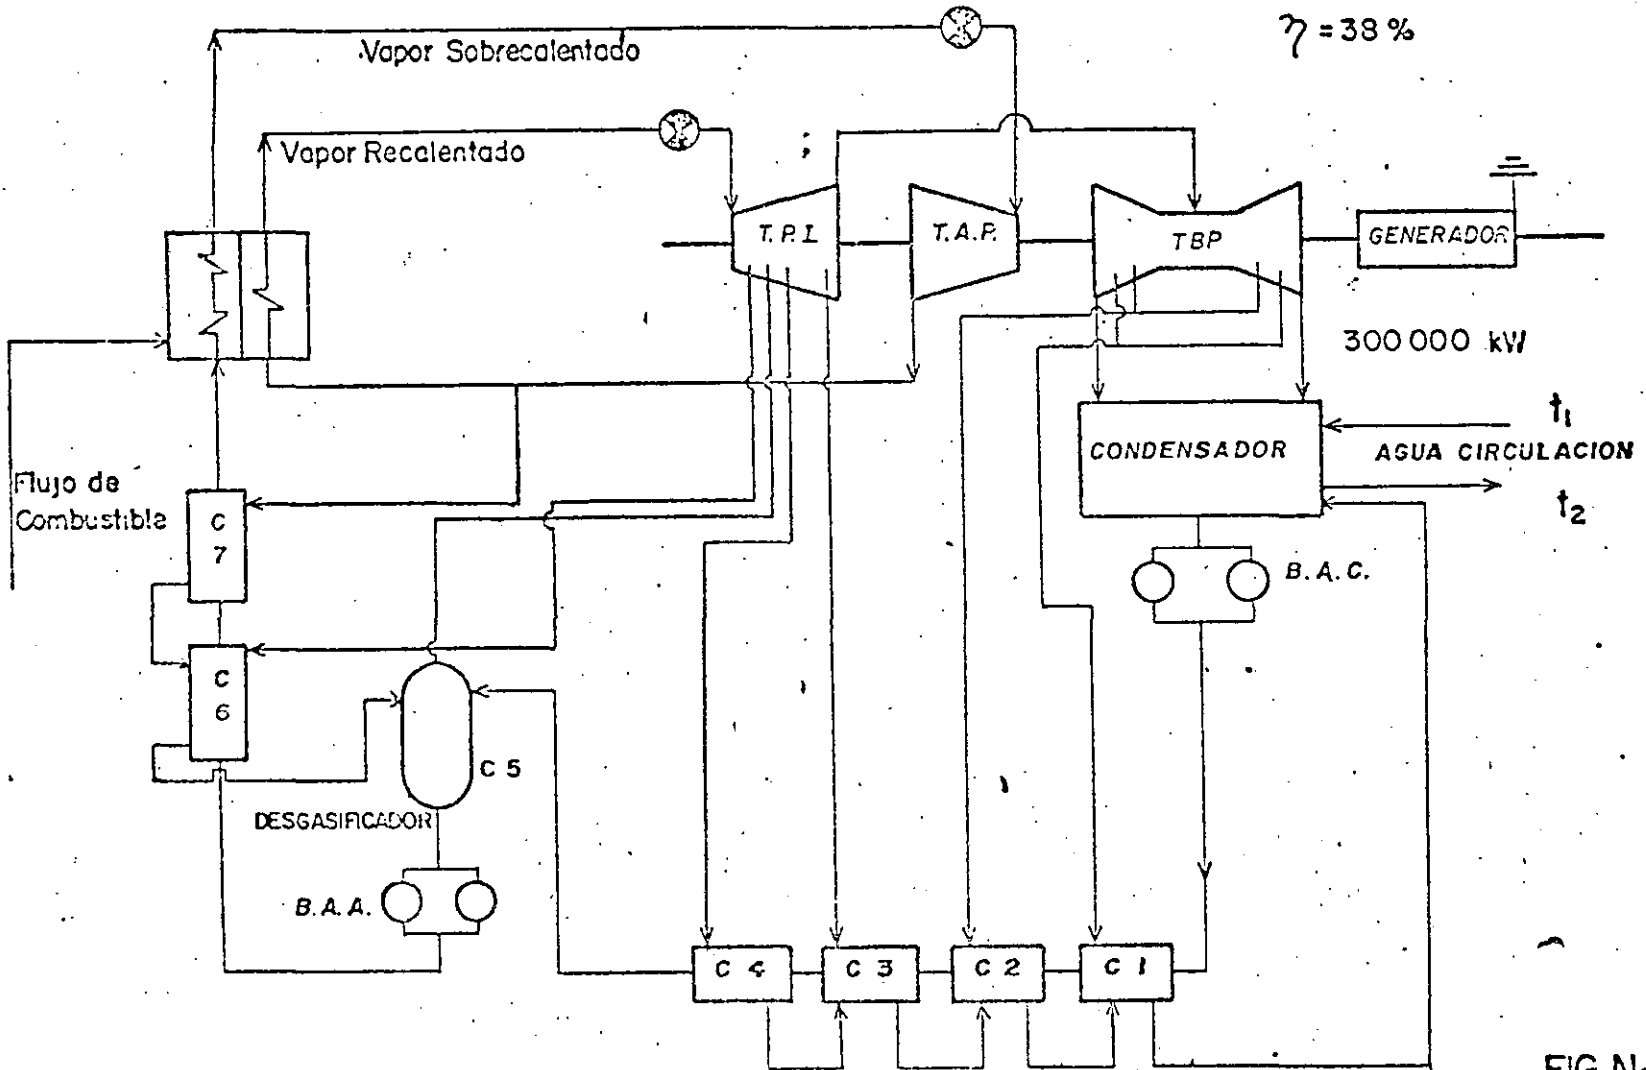 η = 38 %
Vapor Sobrecalentado
Vapor Recalentado
T.P.I.
T.A.P.
TBP
GENERADOR
300 000 kW
t1
CONDENSADOR
AGUA CIRCULACION
t2
Flujo de
Combustible
C
7
B.A.C.
C
6
C 5
DESGASIFICADOR
B.A.A.
C 4
C 3
C 2
C 1